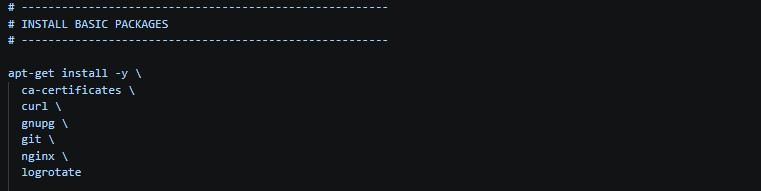 # -------------------------------------------------------
# INSTALL BASIC PACKAGES
# -------------------------------------------------------
apt-get install -y \
ca-certificates \
curl \
gnupg \
git \
nginx \
logrotate